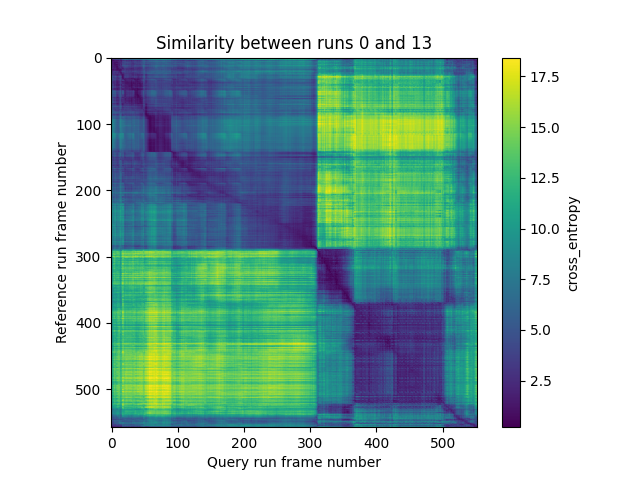 Similarity between runs 0 and 13
0
100
200
300
400
500
Reference run frame number
0 100 200 300 400 500
Query run frame number
17.5
15.0
12.5
10.0
7.5
5.0
2.5
cross_entropy